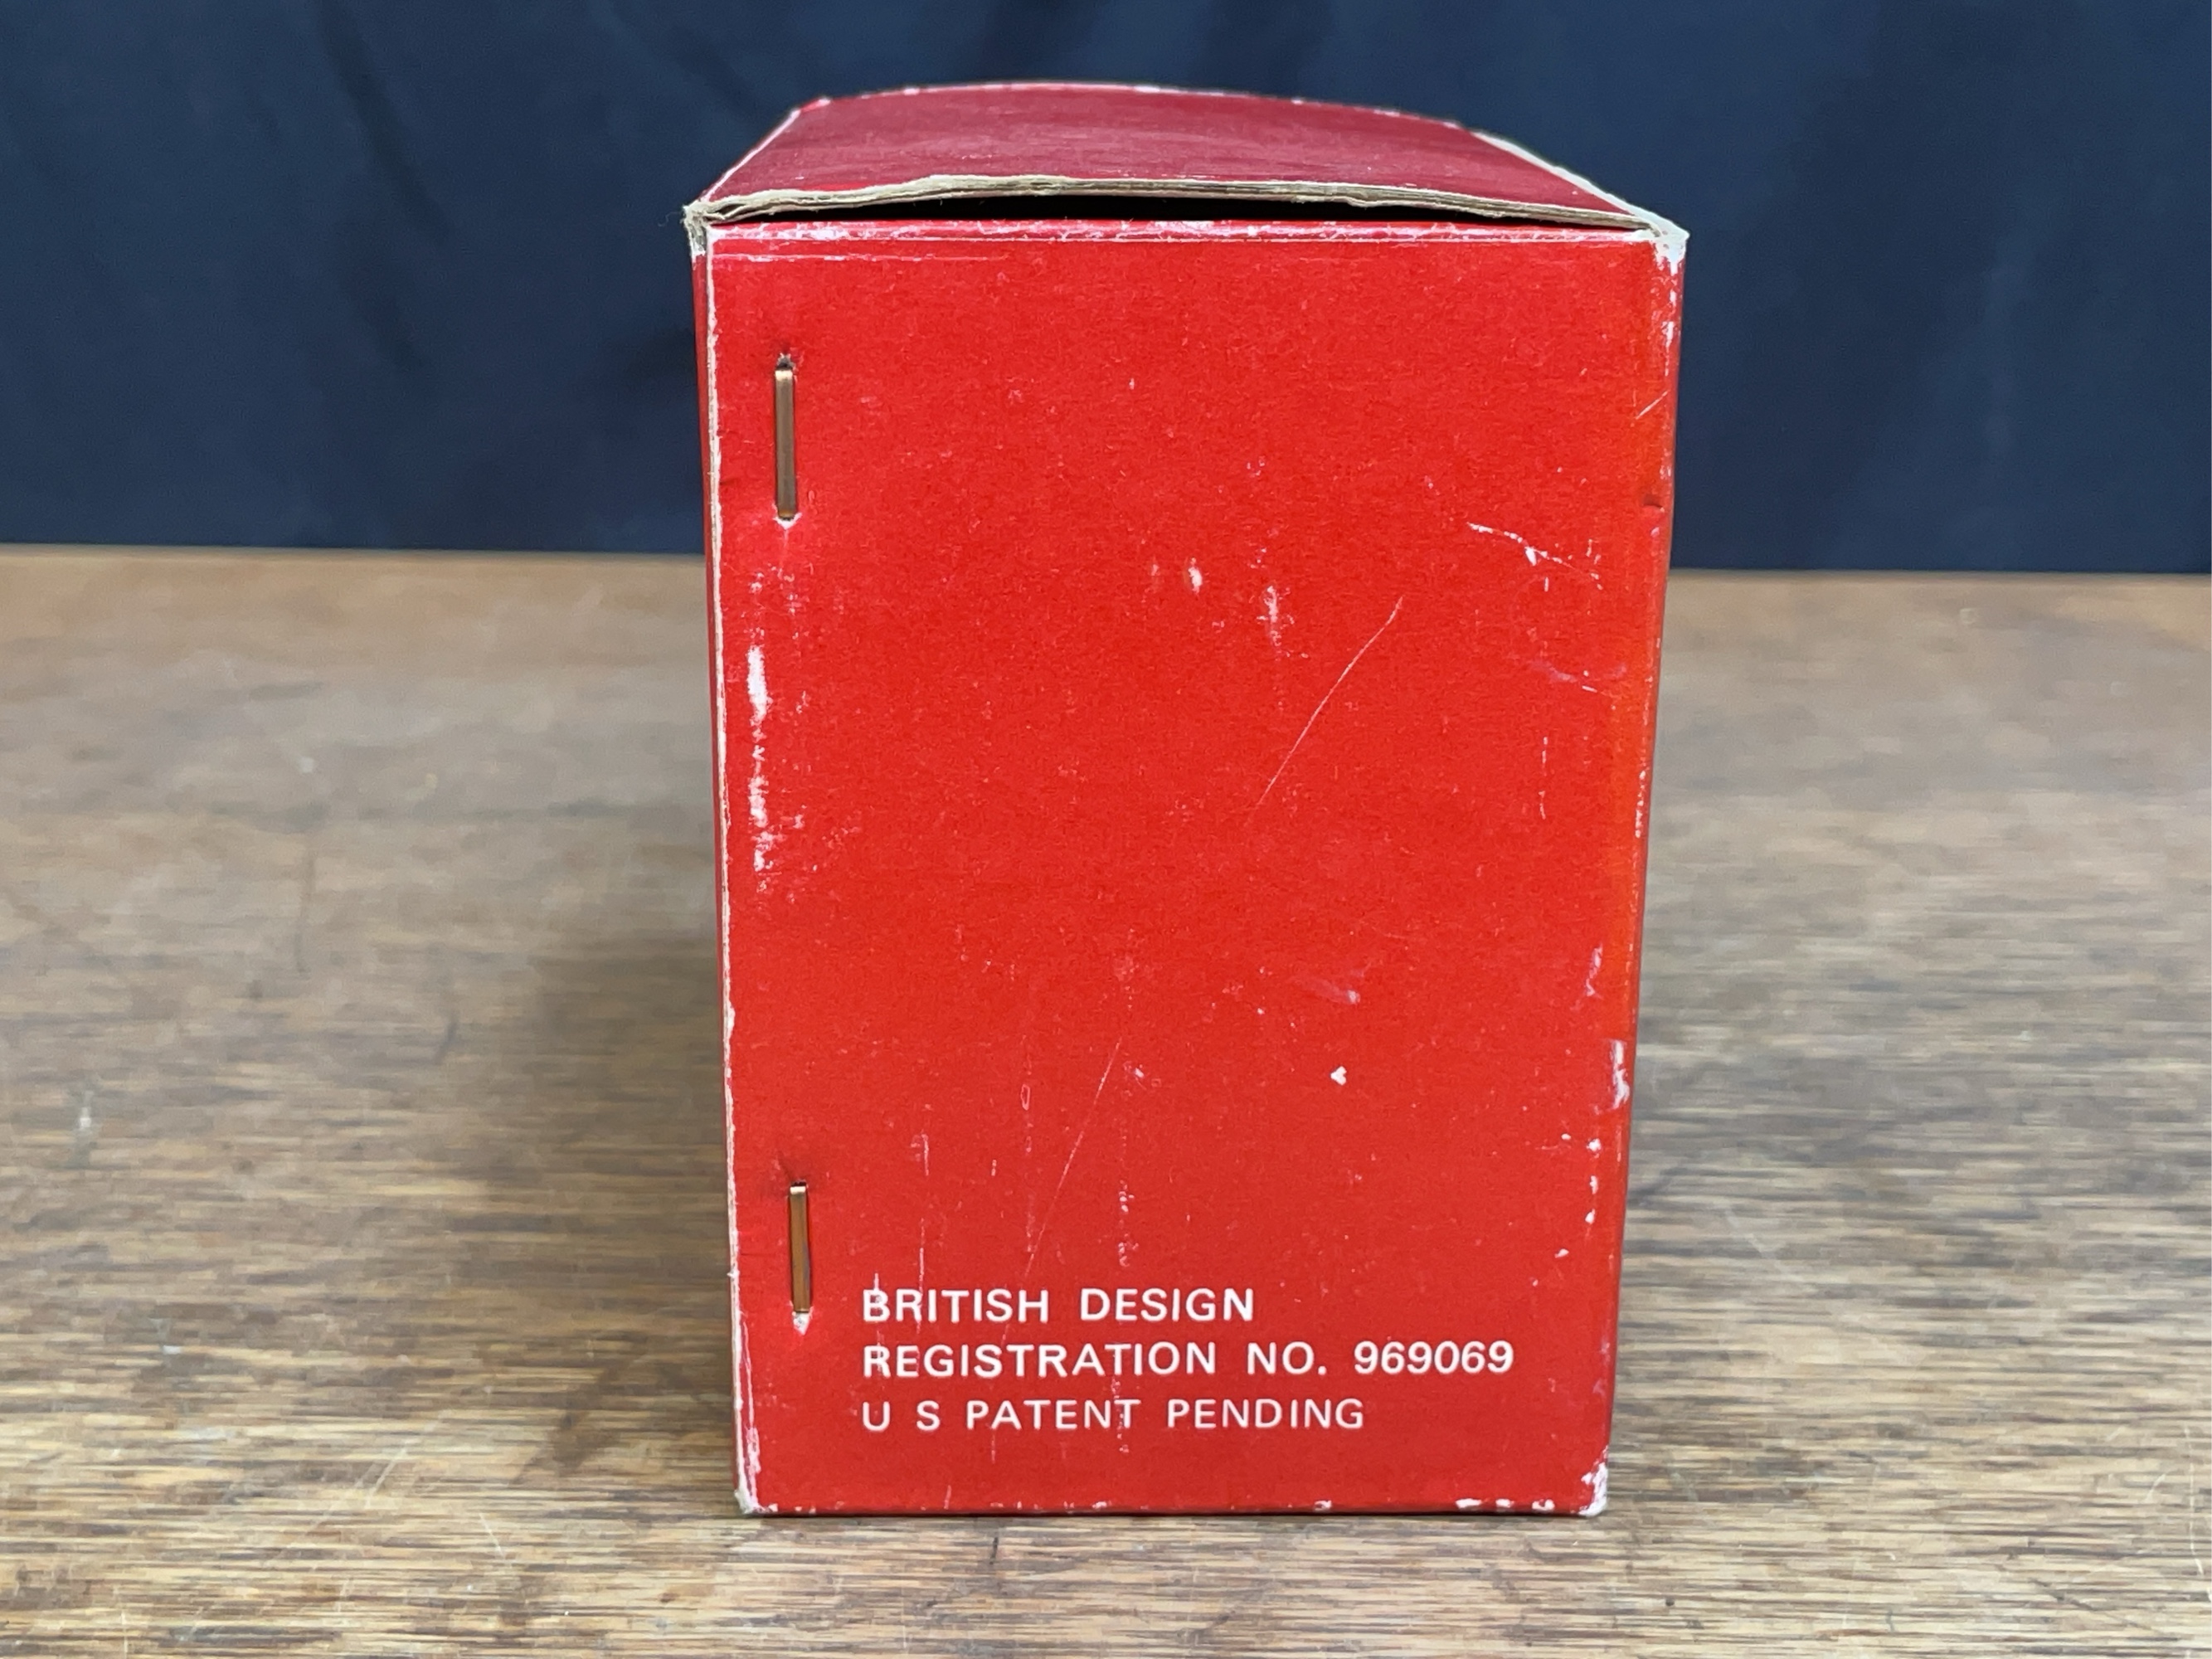 BRITISH DESIGN
REGISTRATION NO. 969069
U S PATENT PENDING